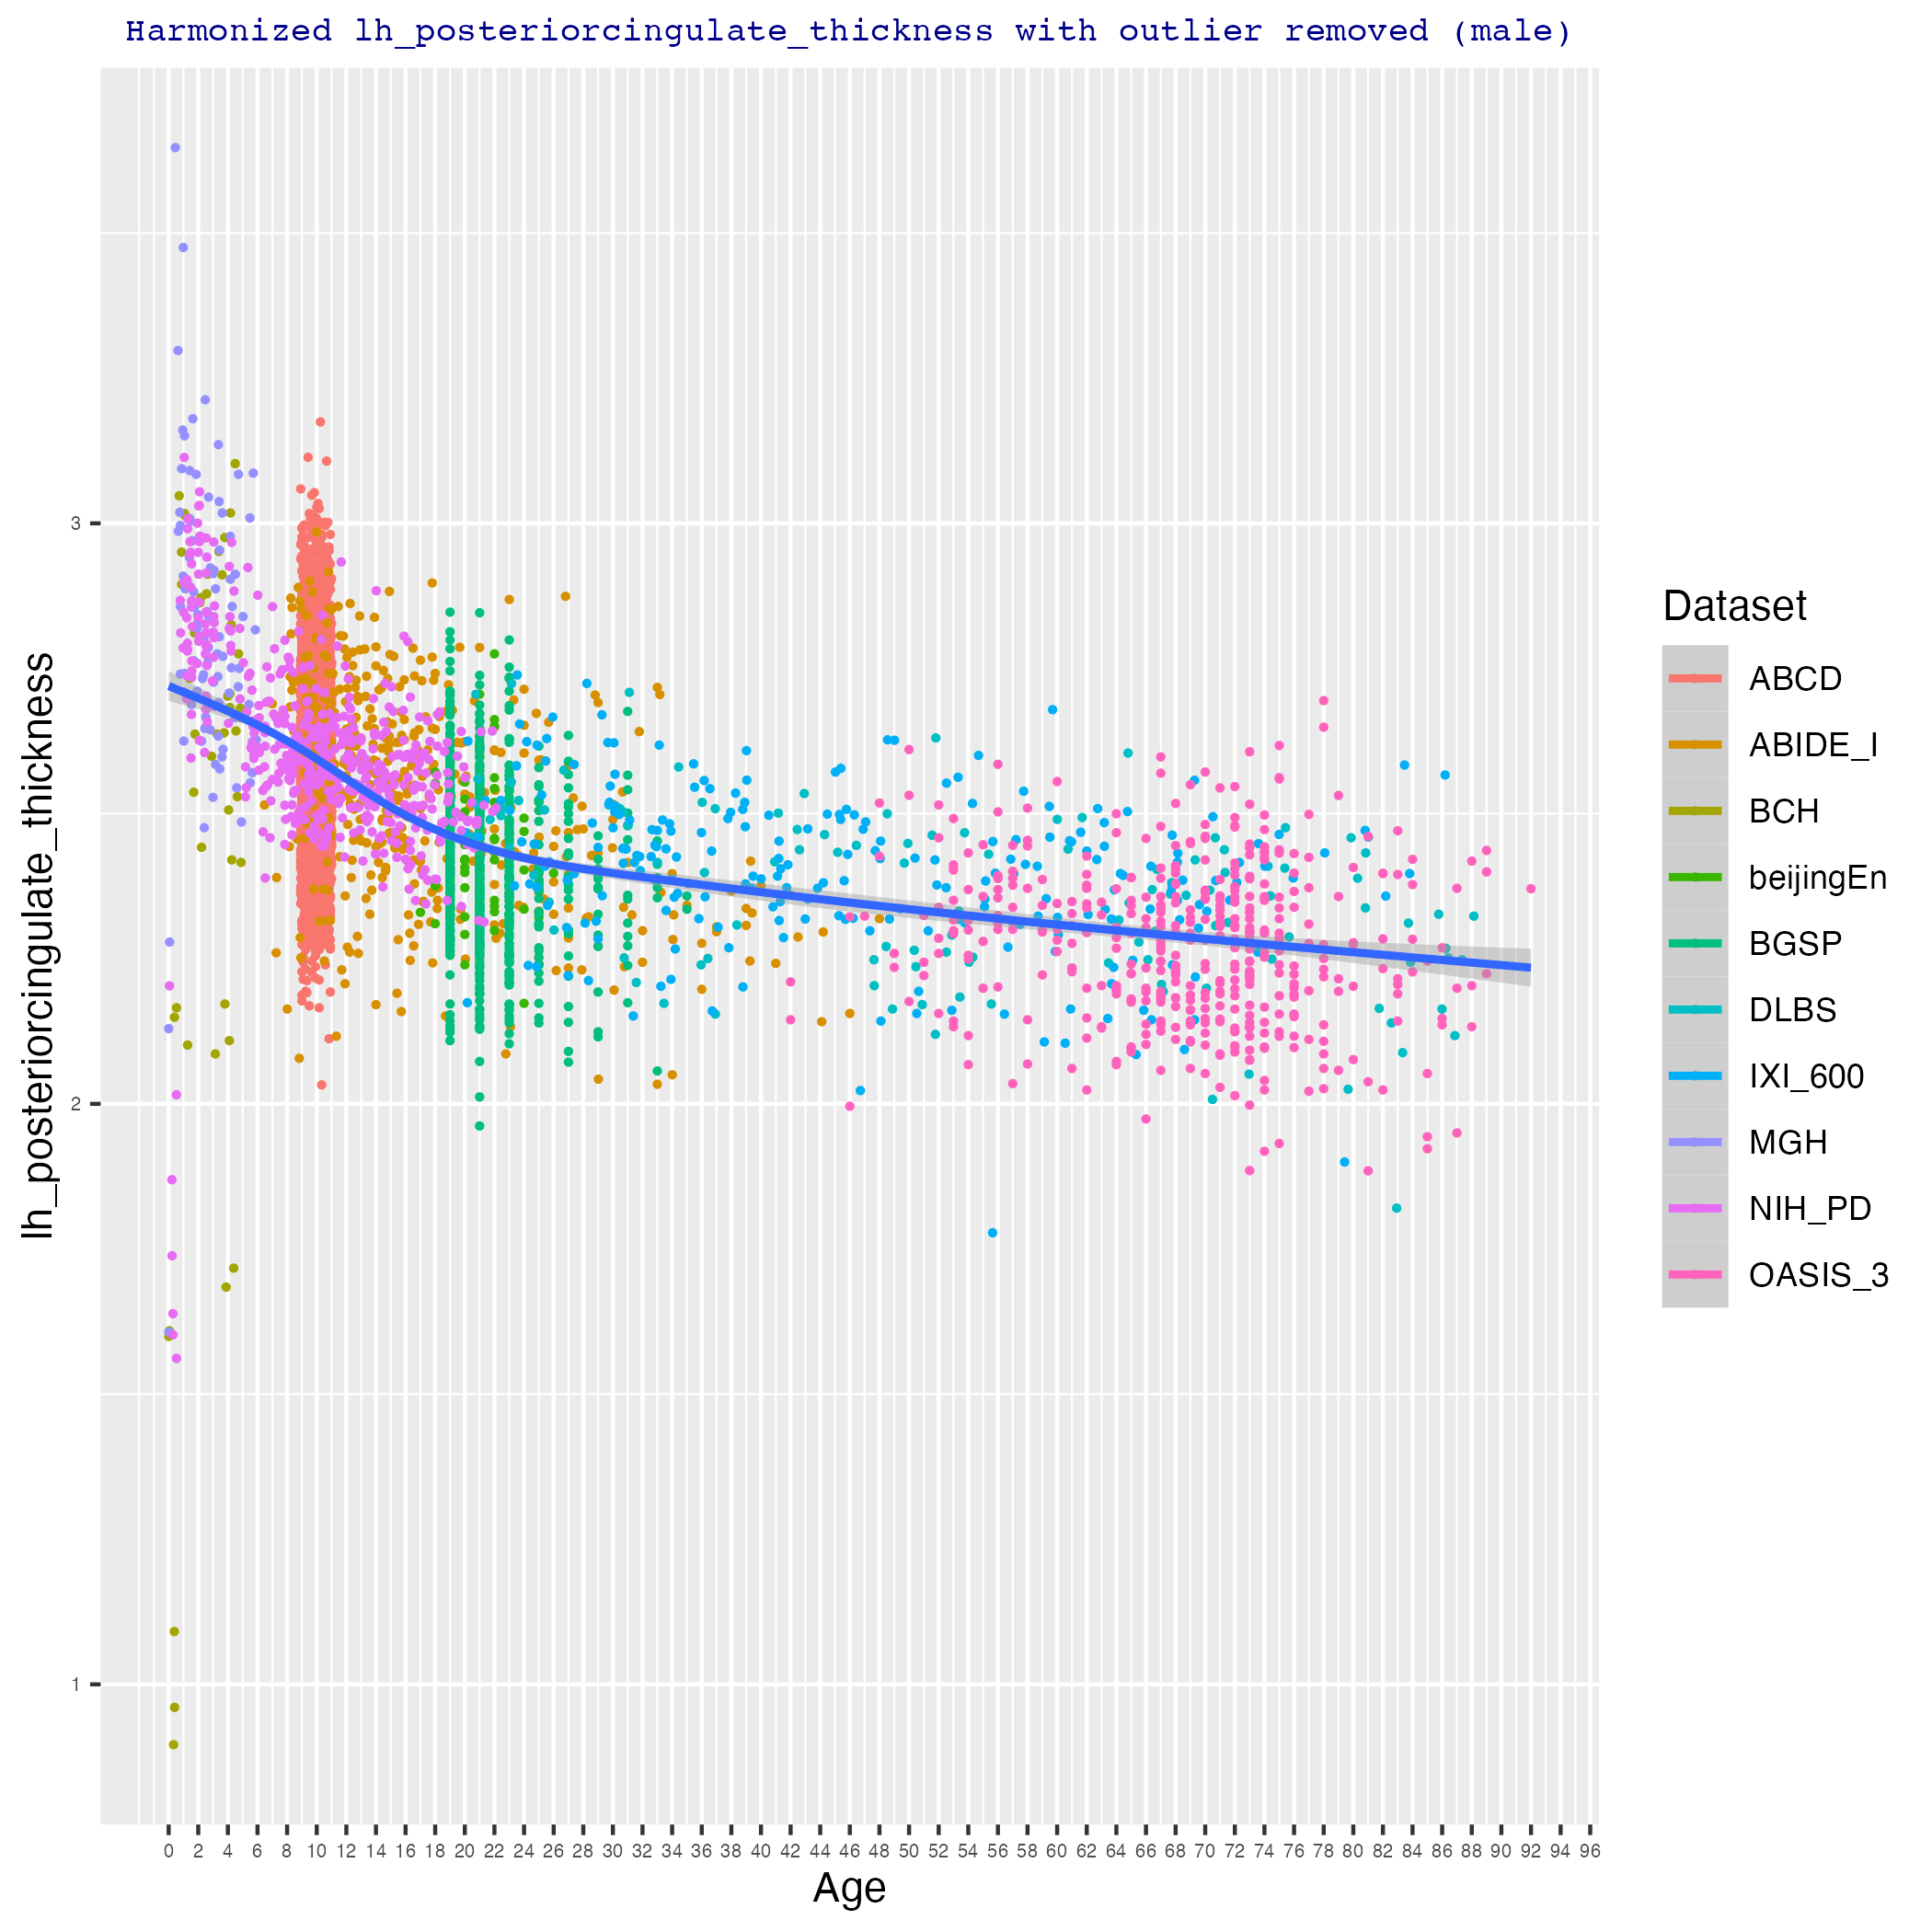 Harmonized lh_posteriorcingulate_thickness with outlier removed (male)
lh_posteriorcingulate_thickness
3
2
1
0 2 4 6 8 10 12 14 16 18 20 22 24 26 28 30 32 34 36 38 40 42 44 46 48 50 52 54 56 58 60 62 64 66 68 70 72 74 76 78 80 82 84 86 88 90 92 94 96
Age
Dataset
ABCD
ABIDE_I
BCH
beijingEn
BGSP
DLBS
IXI_600
MGH
NIH_PD
OASIS_3